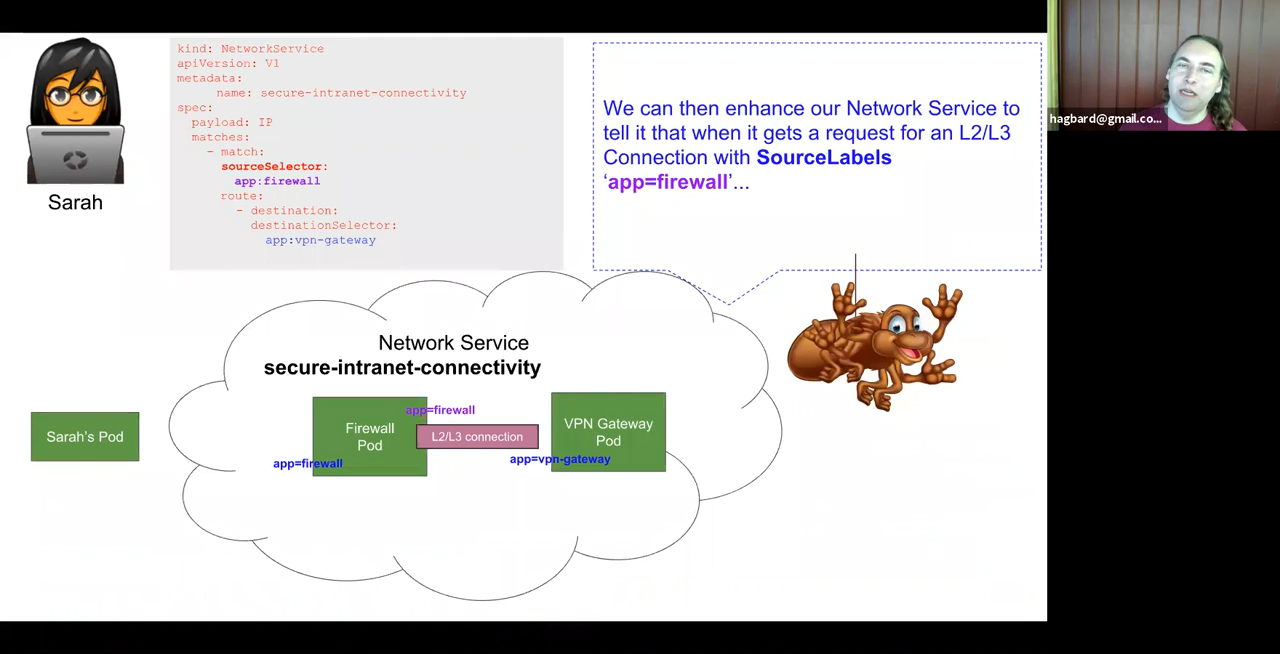 kind: NetworkService
apiVersion: V1
metadata:
name: secure-intranet-connectivity
spec:
payload: IP
matches:
- match:
sourceSelector:
app:firewall
route:
- destination:
destinationSelector:
app:vpn-gateway
Sarah
We can then enhance our Network Service to
tell it that when it gets a request for an L2/L3
Connection with SourceLabels
‘app=firewall’...
hagbard@gmail.co...
Network Service
secure-intranet-connectivity
Sarah's Pod
app=firewall
Firewall
Pod
app=firewall
L2/L3 connection
VPN Gateway
Pod
app=vpn-gateway